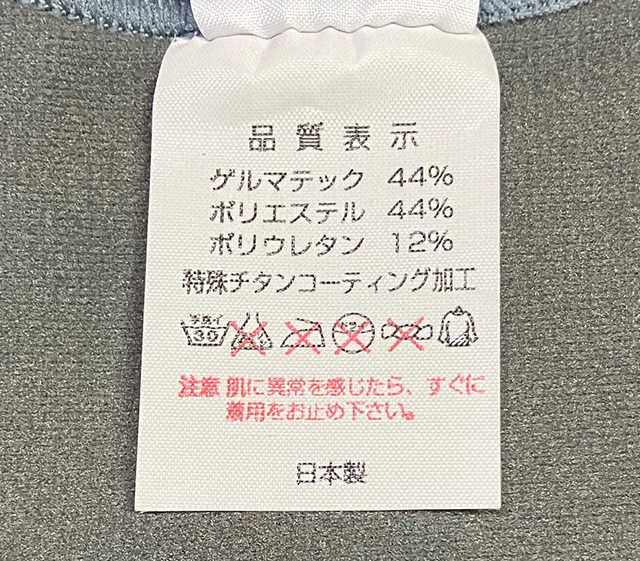 品質表示
ゲルマテック 44%
ポリエステル 44%
ポリウレタン 12%
特殊チタンコーティング加工
手洗イ
30
注意 肌に異常を感じたら、すぐに
着用をお止め下さい。
日本製